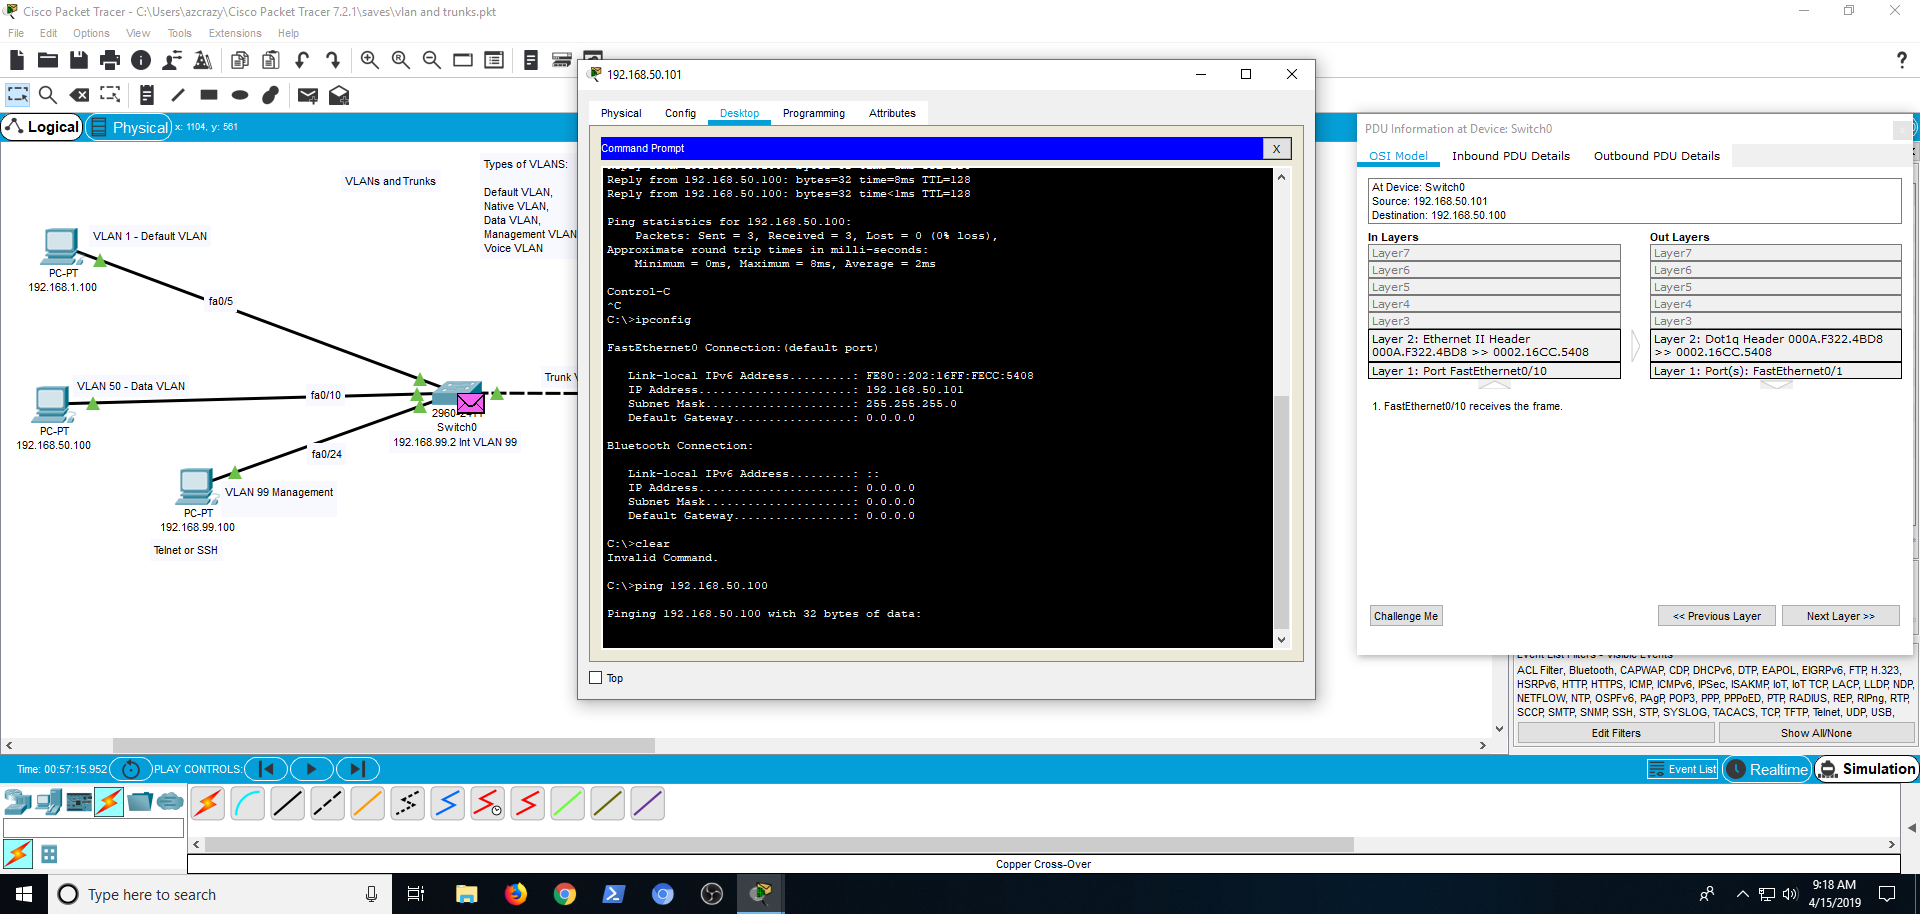 Cisco Packet Tracer - C:\Users\azcrazy\Cisco Packet Tracer 7.2.1\saves\vlan and trunks.pkt
File Edit Options View Tools Extensions Help
Logical
Physical
x: 1104, y: 561
VLANs and Trunks
Types of VLANS:
Default VLAN,
Native VLAN,
Data VLAN,
Management VLAN
Voice VLAN
VLAN 1 - Default VLAN
PC-PT
192.168.1.100
fa0/5
VLAN 50 - Data VLAN
PC-PT
192.168.50.100
fa0/10
Trunk V
Switch0
192.168.99.2 Int VLAN 99
fa0/24
VLAN 99 Management
PC-PT
192.168.99.100
Telnet or SSH
192.168.50.101
Physical Config Desktop Programming Attributes
Command Prompt
X
Reply from 192.168.50.100: bytes=32 time=8ms TTL=128
Reply from 192.168.50.100: bytes=32 time<1ms TTL=128
Ping statistics for 192.168.50.100:
Packets: Sent = 3, Received = 3, Lost = 0 (0% loss),
Approximate round trip times in milli-seconds:
Minimum = 0ms, Maximum = 8ms, Average = 2ms
Control-C
^C
C:\>ipconfig
FastEthernet0 Connection:(default port)
Link-local IPv6 Address.........: FE80::202:16FF:FECC:5408
IP Address......................: 192.168.50.101
Subnet Mask.....................: 255.255.255.0
Default Gateway.................: 0.0.0.0
Bluetooth Connection:
Link-local IPv6 Address.........: ::
IP Address......................: 0.0.0.0
Subnet Mask.....................: 0.0.0.0
Default Gateway.................: 0.0.0.0
C:\>clear
Invalid Command.
C:\>ping 192.168.50.100
Pinging 192.168.50.100 with 32 bytes of data:
Top
PDU Information at Device: Switch0
OSI Model Inbound PDU Details Outbound PDU Details
At Device: Switch0
Source: 192.168.50.101
Destination: 192.168.50.100
In Layers
Layer7
Layer6
Layer5
Layer4
Layer3
Layer 2: Ethernet II Header
000A.F322.4BD8 >> 0002.16CC.5408
Layer 1: Port FastEthernet0/10
Out Layers
Layer7
Layer6
Layer5
Layer4
Layer3
Layer 2: Dot1q Header 000A.F322.4BD8
>> 0002.16CC.5408
Layer 1: Port(s): FastEthernet0/1
1. FastEthernet0/10 receives the frame.
Challenge Me
<< Previous Layer
Next Layer >>
Event List Filters - Visible Events
ACL Filter, Bluetooth, CAPWAP, CDP, DHCPv6, DTP, EAPOL, EIGRPv6, FTP, H.323,
HSRPv6, HTTP, HTTPS, ICMP, ICMPv6, IPSec, ISAKMP, IoT, IoT TCP, LACP, LLDP, NDP,
NETFLOW, NTP, OSPFv6, PAgP, POP3, PPP, PPPoED, PTP, RADIUS, REP, RIPng, RTP,
SCCP, SMTP, SNMP, SSH, STP, SYSLOG, TACACS, TCP, TFTP, Telnet, UDP, USB,
Edit Filters
Show All/None
Time: 00:57:15.952
PLAY CONTROLS:
Event List
Realtime
Simulation
Copper Cross-Over
Type here to search
9:18 AM
4/15/2019